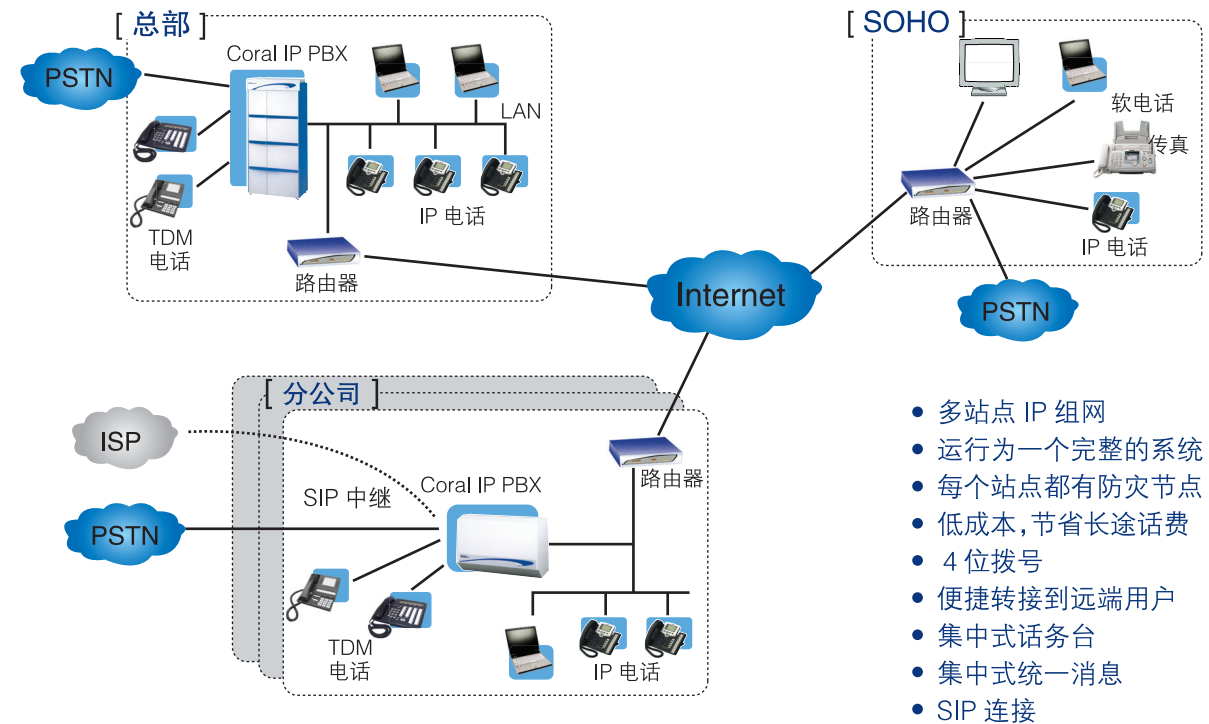 [ 总部 ]
PSTN
Coral IP PBX
LAN
IP 电话
TDM
电话
路由器
[ SOHO ]
软电话
传真
路由器
IP 电话
PSTN
Internet
[ 分公司 ]
ISP
SIP 中继
Coral IP PBX
路由器
PSTN
TDM
电话
IP 电话
• 多站点 IP 组网
• 运行为一个完整的系统
• 每个站点都有防灾节点
• 低成本,节省长途话费
• 4 位拨号
• 便捷转接到远端用户
• 集中式话务台
• 集中式统一消息
• SIP 连接